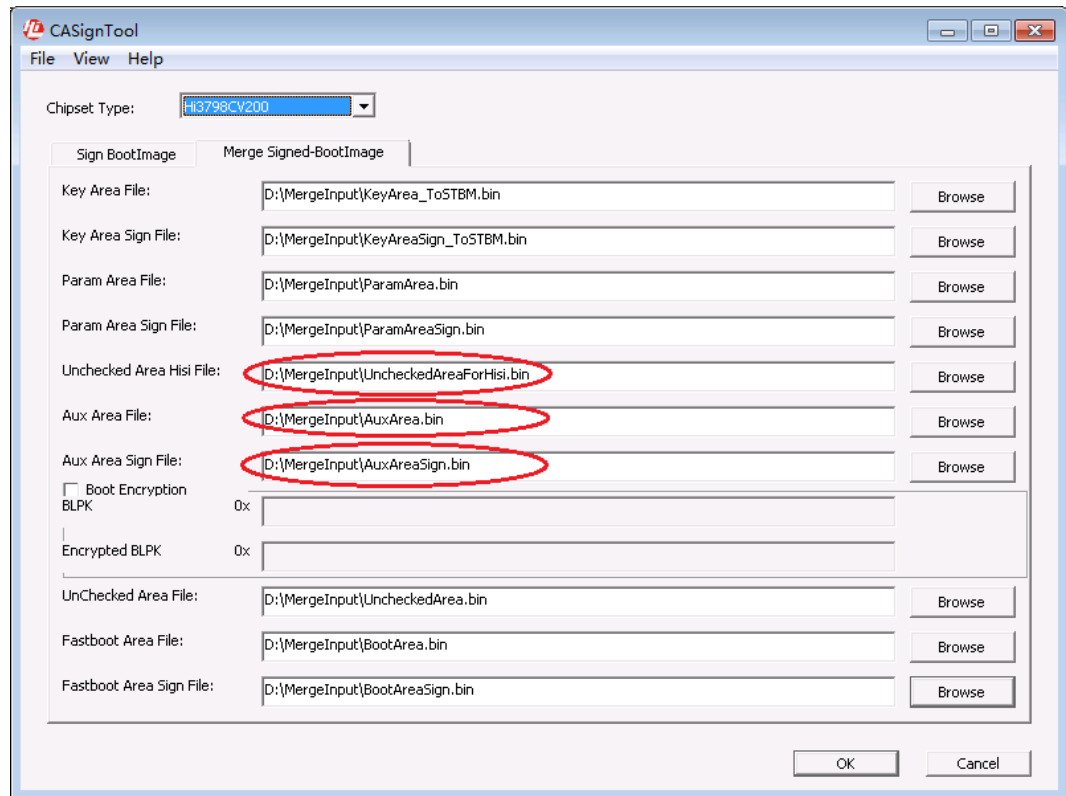 CASignTool
File View Help
Chipset Type: Hi3798CV200
Sign BootImage Merge Signed-BootImage
Key Area File: D:\MergeInput\KeyArea_ToSTBM.bin Browse
Key Area Sign File: D:\MergeInput\KeyAreaSign_ToSTBM.bin Browse
Param Area File: D:\MergeInput\ParamArea.bin Browse
Param Area Sign File: D:\MergeInput\ParamAreaSign.bin Browse
Unchecked Area Hisi File: D:\MergeInput\UncheckedAreaForHisi.bin Browse
Aux Area File: D:\MergeInput\AuxArea.bin Browse
Aux Area Sign File: D:\MergeInput\AuxAreaSign.bin Browse
Boot Encryption
BLPK 0x
Encrypted BLPK 0x
UnChecked Area File: D:\MergeInput\UncheckedArea.bin Browse
Fastboot Area File: D:\MergeInput\BootArea.bin Browse
Fastboot Area Sign File: D:\MergeInput\BootAreaSign.bin Browse
OK Cancel